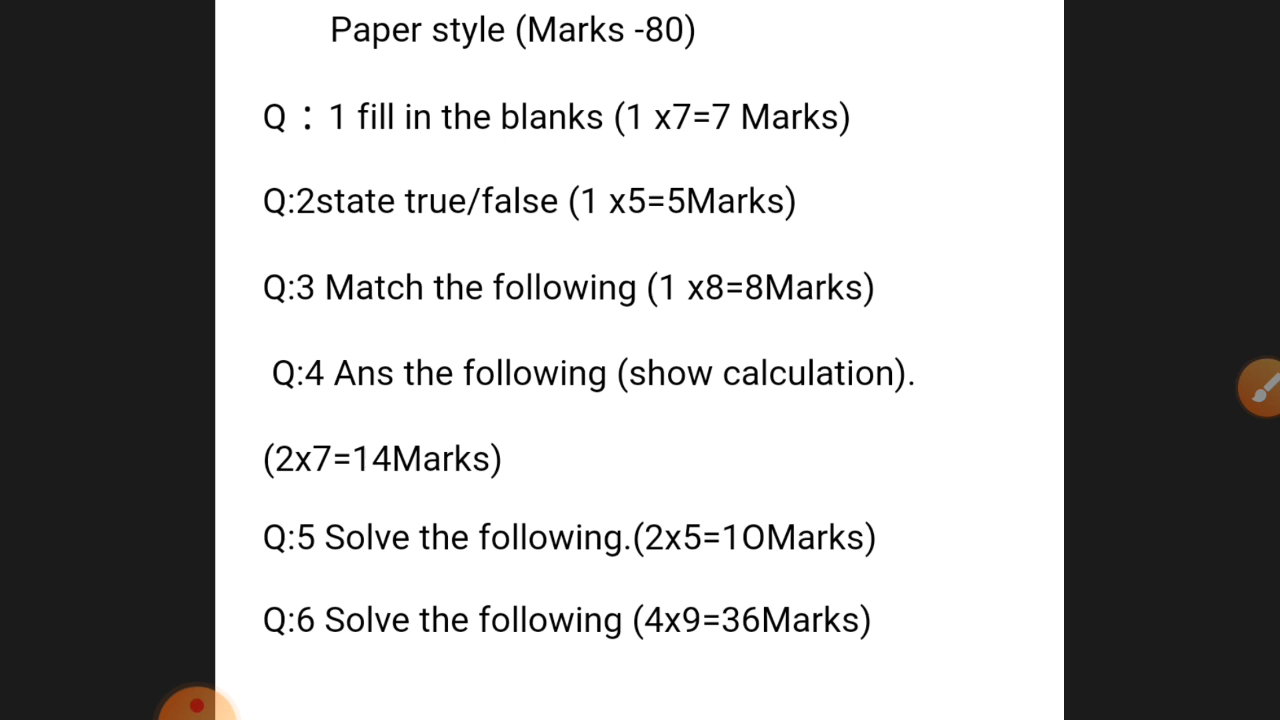 Paper style (Marks -80)
Q : 1 fill in the blanks (1 x7=7 Marks)
Q:2state true/false (1 x5=5Marks)
Q:3 Match the following (1 x8=8Marks)
Q:4 Ans the following (show calculation).
(2x7=14Marks)
Q:5 Solve the following.(2x5=1OMarks)
Q:6 Solve the following (4x9=36Marks)